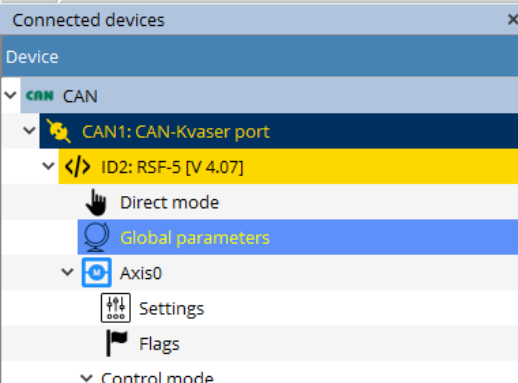 Connected devices
Device
CAN CAN
CAN1: CAN-Kvaser port
</> ID2: RSF-5 [V 4.07]
Direct mode
Global parameters
M Axis0
Settings
Flags
Control mode